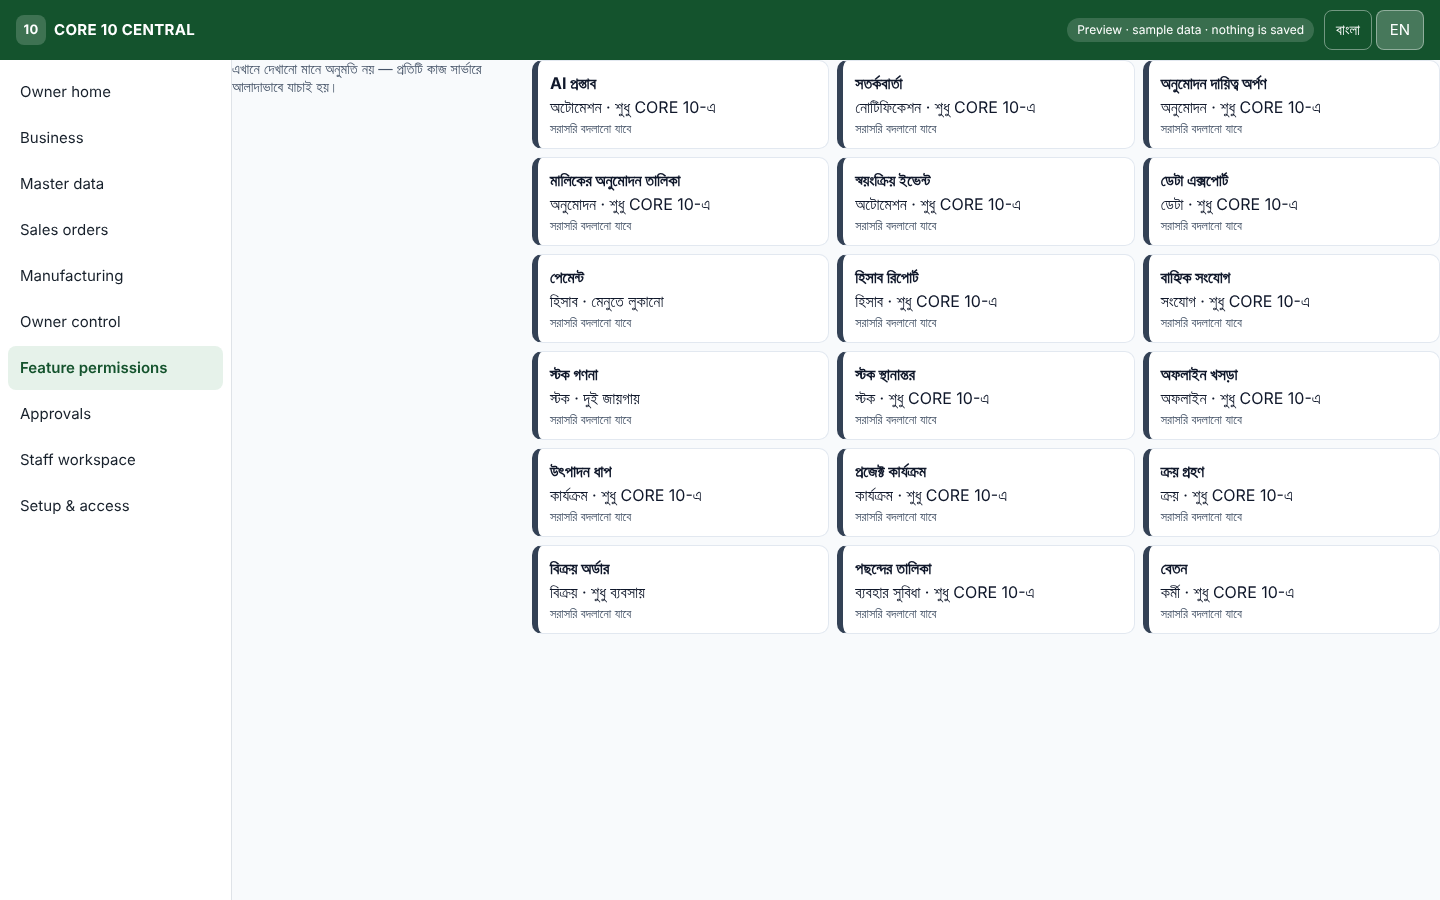 10 CORE 10 CENTRAL
Preview · sample data · nothing is saved
বাংলা
EN
Owner home
Business
Master data
Sales orders
Manufacturing
Owner control
Feature permissions
Approvals
Staff workspace
Setup & access
এখানে দেখানো মানে অনুমতি নয় — প্রতিটি কাজ সার্ভারে
আলাদাভাবে যাচাই হয়।
AI প্রস্তাব
অটোমেশন · শুধু CORE 10-এ
সরাসরি বদলানো যাবে
সতর্কবার্তা
নোটিফিকেশন · শুধু CORE 10-এ
সরাসরি বদলানো যাবে
অনুমোদন দায়িত্ব অর্পণ
অনুমোদন · শুধু CORE 10-এ
সরাসরি বদলানো যাবে
মালিকের অনুমোদন তালিকা
অনুমোদন · শুধু CORE 10-এ
সরাসরি বদলানো যাবে
স্বয়ংক্রিয় ইভেন্ট
অটোমেশন · শুধু CORE 10-এ
সরাসরি বদলানো যাবে
ডেটা এক্সপোর্ট
ডেটা · শুধু CORE 10-এ
সরাসরি বদলানো যাবে
পেমেন্ট
হিসাব · মেনুতে লুকানো
সরাসরি বদলানো যাবে
হিসাব রিপোর্ট
হিসাব · শুধু CORE 10-এ
সরাসরি বদলানো যাবে
বাহ্যিক সংযোগ
সংযোগ · শুধু CORE 10-এ
সরাসরি বদলানো যাবে
স্টক গণনা
স্টক · দুই জায়গায়
সরাসরি বদলানো যাবে
স্টক স্থানান্তর
স্টক · শুধু CORE 10-এ
সরাসরি বদলানো যাবে
অফলাইন খসড়া
অফলাইন · শুধু CORE 10-এ
সরাসরি বদলানো যাবে
উৎপাদন ধাপ
কার্যক্রম · শুধু CORE 10-এ
সরাসরি বদলানো যাবে
প্রজেক্ট কার্যক্রম
কার্যক্রম · শুধু CORE 10-এ
সরাসরি বদলানো যাবে
ক্রয় গ্রহণ
ক্রয় · শুধু CORE 10-এ
সরাসরি বদলানো যাবে
বিক্রয় অর্ডার
বিক্রয় · শুধু ব্যবসায়
সরাসরি বদলানো যাবে
পছন্দের তালিকা
ব্যবহার সুবিধা · শুধু CORE 10-এ
সরাসরি বদলানো যাবে
বেতন
কর্মী · শুধু CORE 10-এ
সরাসরি বদলানো যাবে